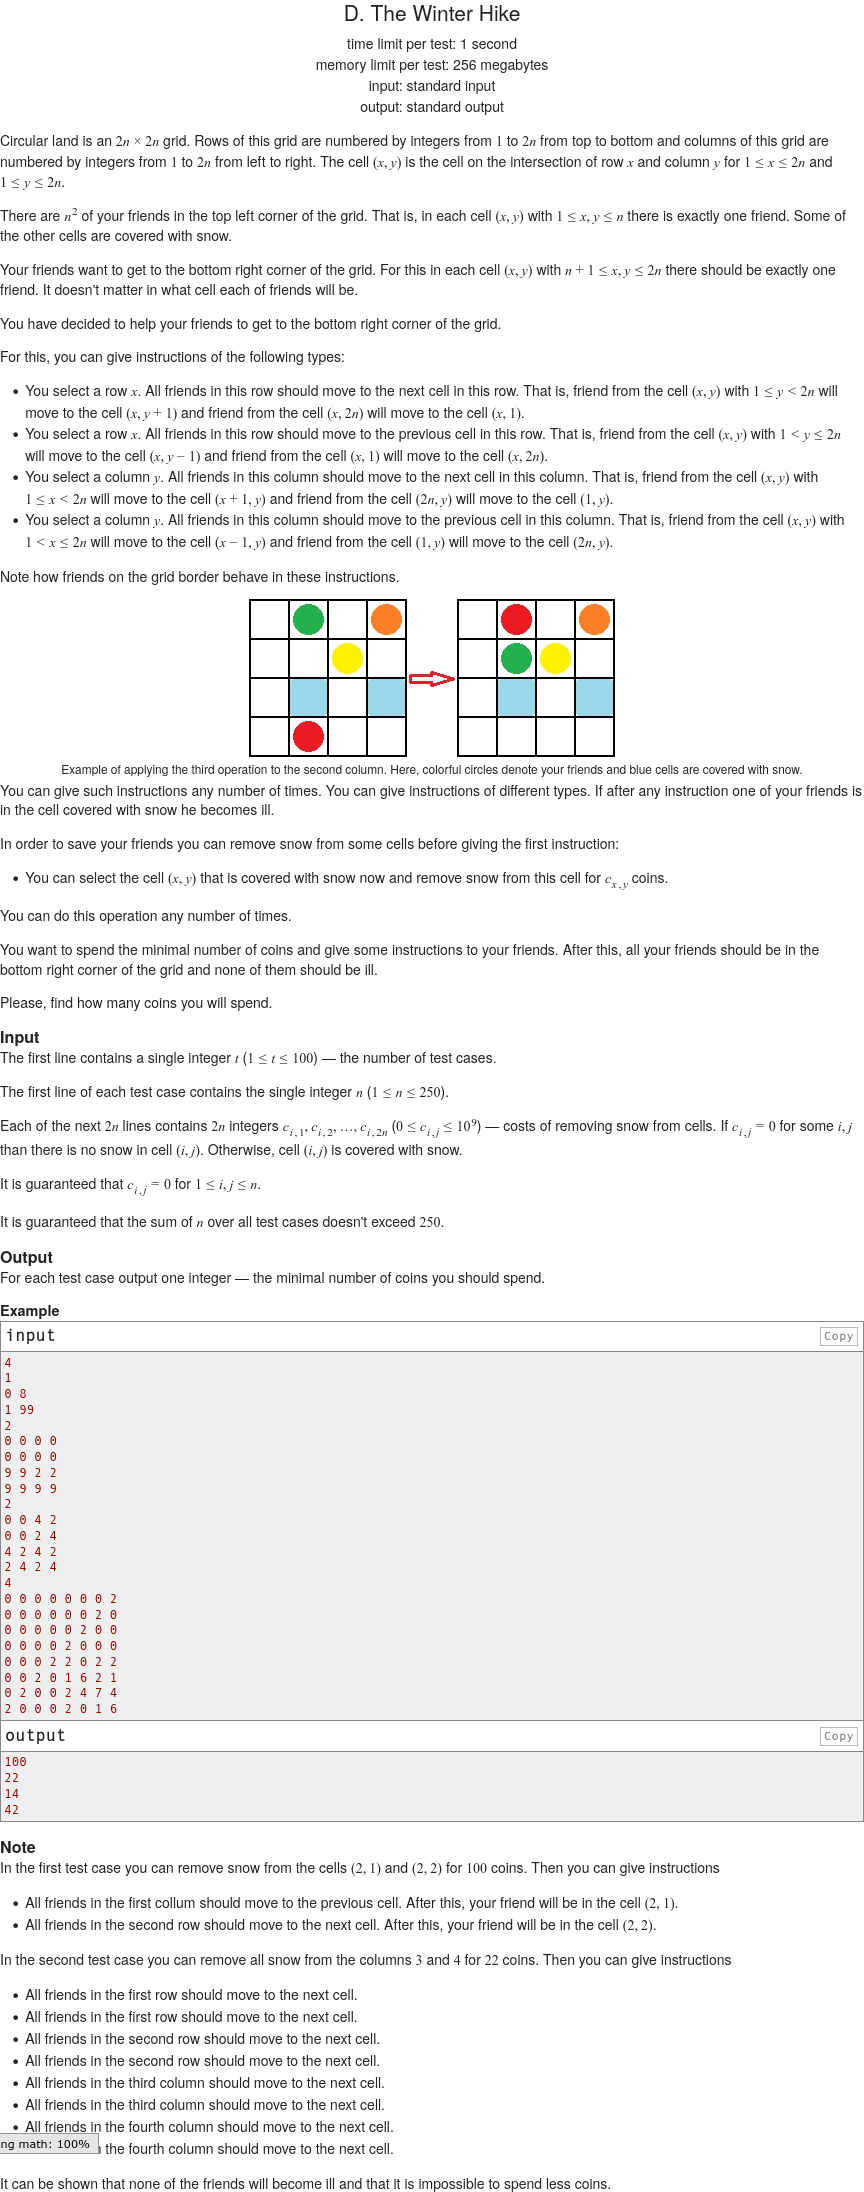 D. The Winter Hike
time limit per test: 1 second
memory limit per test: 256 megabytes
input: standard input
output: standard output
Circular land is an 2n × 2n grid. Rows of this grid are numbered by integers from 1 to 2n from top to bottom and columns of this grid are
numbered by integers from 1 to 2n from left to right. The cell (x, y) is the cell on the intersection of row x and column y for 1 ≤ x ≤ 2n and
1 ≤ y ≤ 2n.
There are n² of your friends in the top left corner of the grid. That is, in each cell (x, y) with 1 ≤ x, y ≤ n there is exactly one friend. Some of
the other cells are covered with snow.
Your friends want to get to the bottom right corner of the grid. For this in each cell (x, y) with n + 1 ≤ x, y ≤ 2n there should be exactly one
friend. It doesn't matter in what cell each of friends will be.
You have decided to help your friends to get to the bottom right corner of the grid.
For this, you can give instructions of the following types:
• You select a row x. All friends in this row should move to the next cell in this row. That is, friend from the cell (x, y) with 1 ≤ y < 2n will
move to the cell (x, y + 1) and friend from the cell (x, 2n) will move to the cell (x, 1).
• You select a row x. All friends in this row should move to the previous cell in this row. That is, friend from the cell (x, y) with 1 < y ≤ 2n
will move to the cell (x, y − 1) and friend from the cell (x, 1) will move to the cell (x, 2n).
• You select a column y. All friends in this column should move to the next cell in this column. That is, friend from the cell (x, y) with
1 ≤ x < 2n will move to the cell (x + 1, y) and friend from the cell (2n, y) will move to the cell (1, y).
• You select a column y. All friends in this column should move to the previous cell in this column. That is, friend from the cell (x, y) with
1 < x ≤ 2n will move to the cell (x − 1, y) and friend from the cell (1, y) will move to the cell (2n, y).
Note how friends on the grid border behave in these instructions.
Example of applying the third operation to the second column. Here, colorful circles denote your friends and blue cells are covered with snow.
You can give such instructions any number of times. You can give instructions of different types. If after any instruction one of your friends is
in the cell covered with snow he becomes ill.
In order to save your friends you can remove snow from some cells before giving the first instruction:
• You can select the cell (x, y) that is covered with snow now and remove snow from this cell for c_{x,y} coins.
You can do this operation any number of times.
You want to spend the minimal number of coins and give some instructions to your friends. After this, all your friends should be in the
bottom right corner of the grid and none of them should be ill.
Please, find how many coins you will spend.
Input
The first line contains a single integer t (1 ≤ t ≤ 100) — the number of test cases.
The first line of each test case contains the single integer n (1 ≤ n ≤ 250).
Each of the next 2n lines contains 2n integers c_{i,1}, c_{i,2}, …, c_{i,2n} (0 ≤ c_{i,j} ≤ 10⁹) — costs of removing snow from cells. If c_{i,j} = 0 for some i, j
than there is no snow in cell (i, j). Otherwise, cell (i, j) is covered with snow.
It is guaranteed that c_{i,j} = 0 for 1 ≤ i, j ≤ n.
It is guaranteed that the sum of n over all test cases doesn't exceed 250.
Output
For each test case output one integer — the minimal number of coins you should spend.
Example
input
Copy
4
1
0 8
1 99
2
0 0 0 0
0 0 0 0
9 9 2 2
9 9 9 9
2
0 0 4 2
0 0 2 4
4 2 4 2
2 4 2 4
4
0 0 0 0 0 0 0 2
0 0 0 0 0 0 2 0
0 0 0 0 0 2 0 0
0 0 0 0 2 0 0 0
0 0 0 2 2 0 2 2
0 0 2 0 1 6 2 1
0 2 0 0 2 4 7 4
2 0 0 0 2 0 1 6
output
Copy
100
22
14
42
Note
In the first test case you can remove snow from the cells (2, 1) and (2, 2) for 100 coins. Then you can give instructions
• All friends in the first collum should move to the previous cell. After this, your friend will be in the cell (2, 1).
• All friends in the second row should move to the next cell. After this, your friend will be in the cell (2, 2).
In the second test case you can remove all snow from the columns 3 and 4 for 22 coins. Then you can give instructions
• All friends in the first row should move to the next cell.
• All friends in the first row should move to the next cell.
• All friends in the second row should move to the next cell.
• All friends in the second row should move to the next cell.
• All friends in the third column should move to the next cell.
• All friends in the third column should move to the next cell.
• All friends in the fourth column should move to the next cell.
ng math: 100% n the fourth column should move to the next cell.
It can be shown that none of the friends will become ill and that it is impossible to spend less coins.